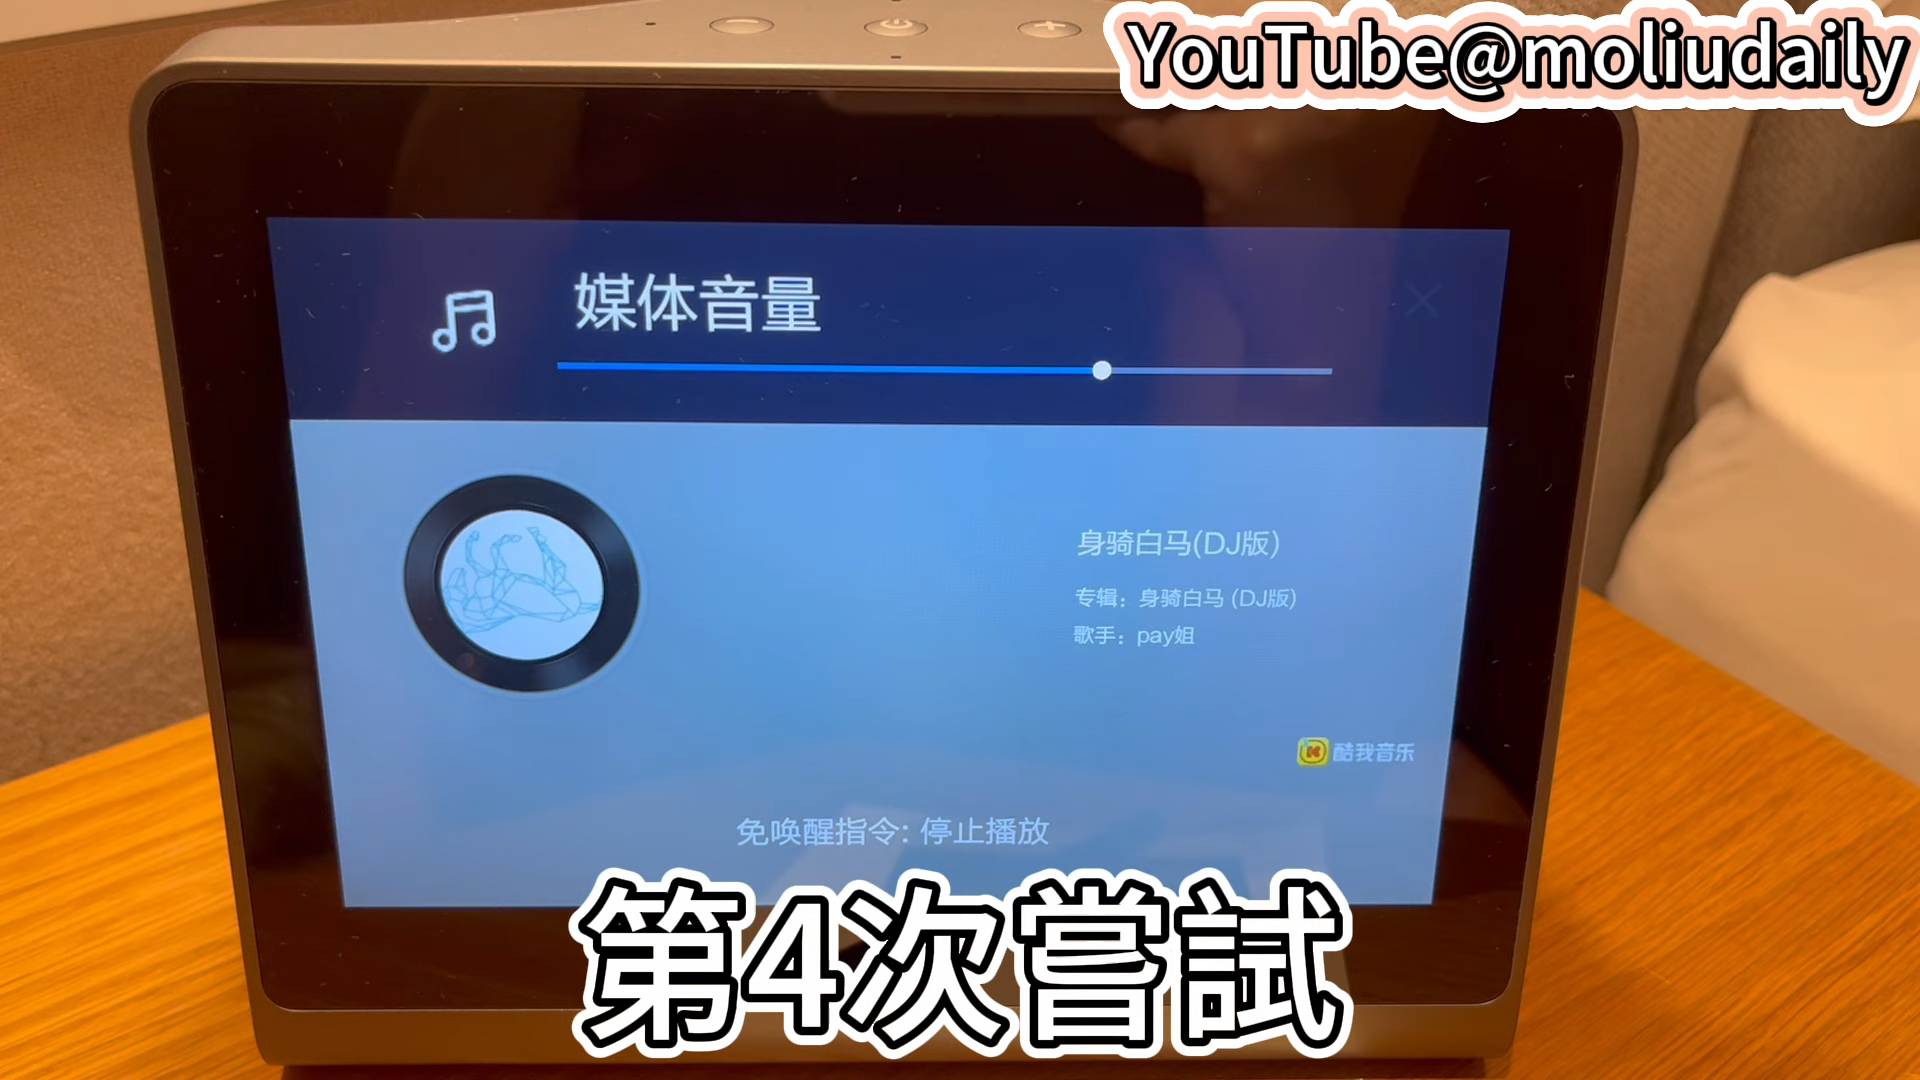 YouTube@moliudaily
媒体音量
身骑白马(DJ版)
专辑：身骑白马 (DJ版)
歌手：pay姐
酷我音乐
免唤醒指令: 停止播放
第4次嘗試